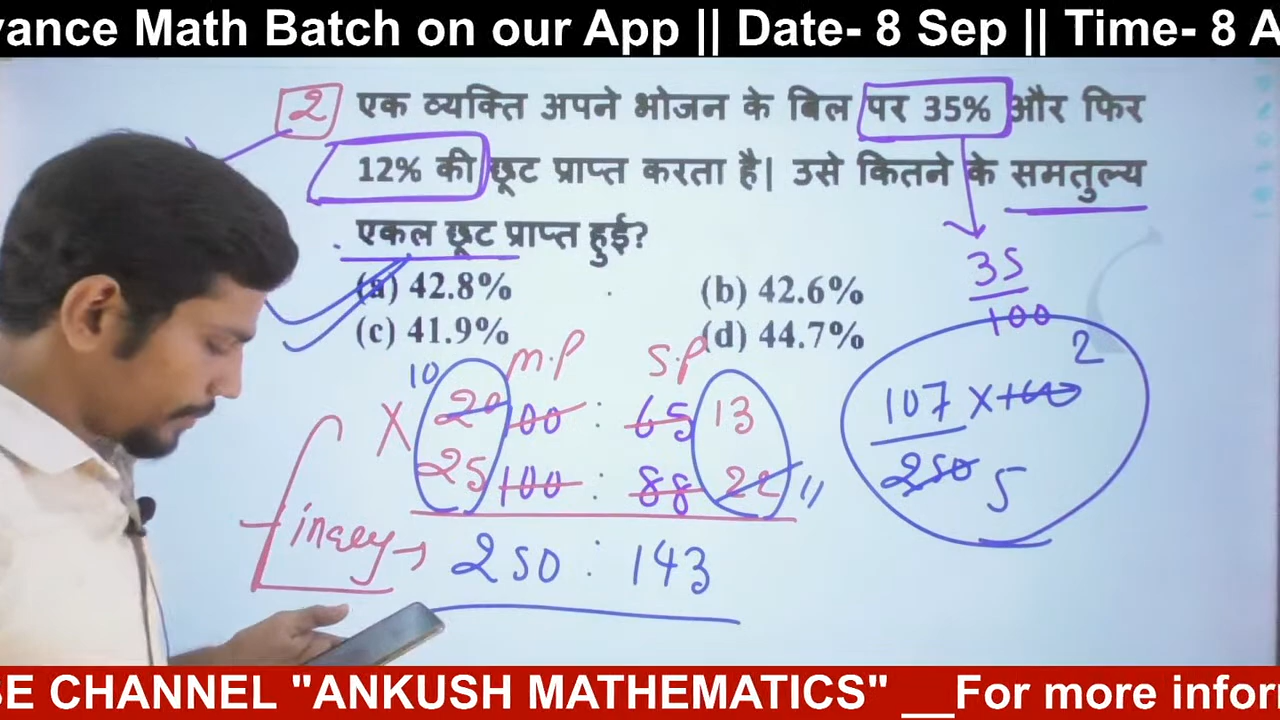 vance Math Batch on our App || Date- 8 Sep || Time- 8 A
2 एक व्यक्ति अपने भोजन के बिल पर 35% और फिर
12% की छूट प्राप्त करता है| उसे कितने के समतुल्य
एकल छूट प्राप्त हुई?
(a) 42.8% (b) 42.6%
(c) 41.9% (d) 44.7%
35
100
m.p s.p
10 20 100 : 65 13
X 25 100 : 88 22 11
250 : 143
107 X 100 2
250 5
SE CHANNEL "ANKUSH MATHEMATICS" __For more infor